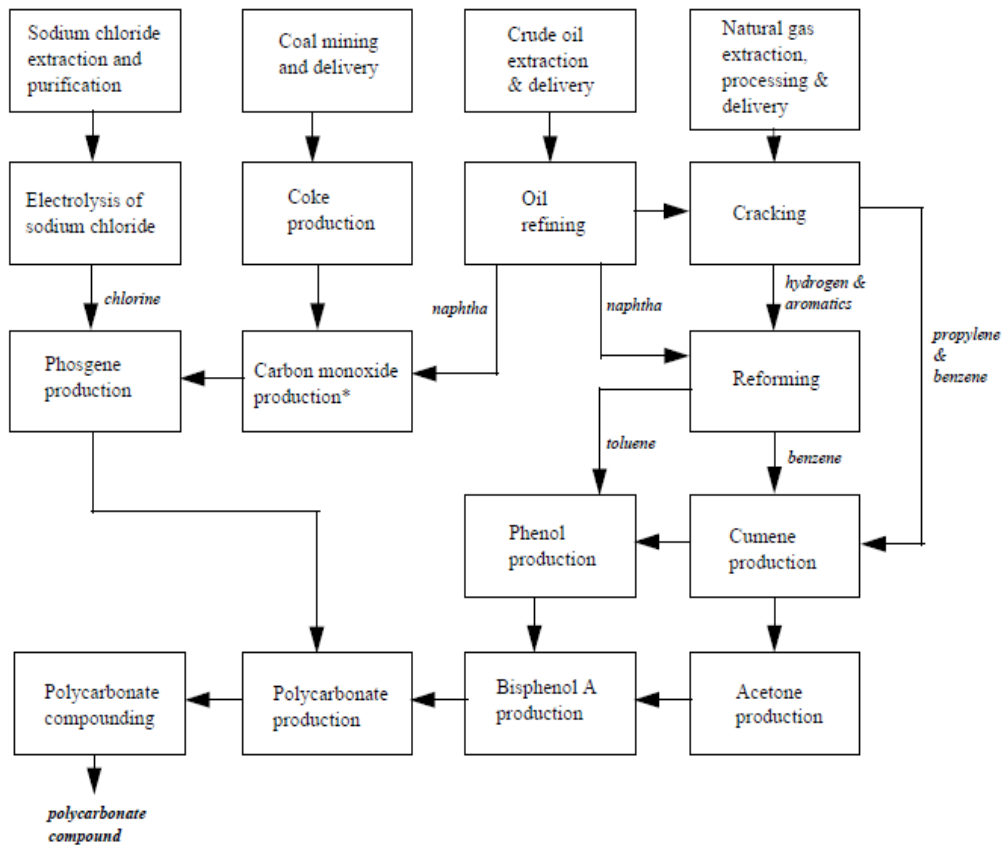 Sodium chloride
extraction and
purification
Coal mining
and delivery
Crude oil
extraction
& delivery
Natural gas
extraction,
processing &
delivery
Electrolysis of
sodium chloride
Coke
production
Oil
refining
Cracking
chlorine
naphtha
naphtha
hydrogen &
aromatics
propylene
&
benzene
Phosgene
production
Carbon monoxide
production*
Reforming
toluene
benzene
Phenol
production
Cumene
production
Polycarbonate
compounding
Polycarbonate
production
Bisphenol A
production
Acetone
production
polycarbonate
compound